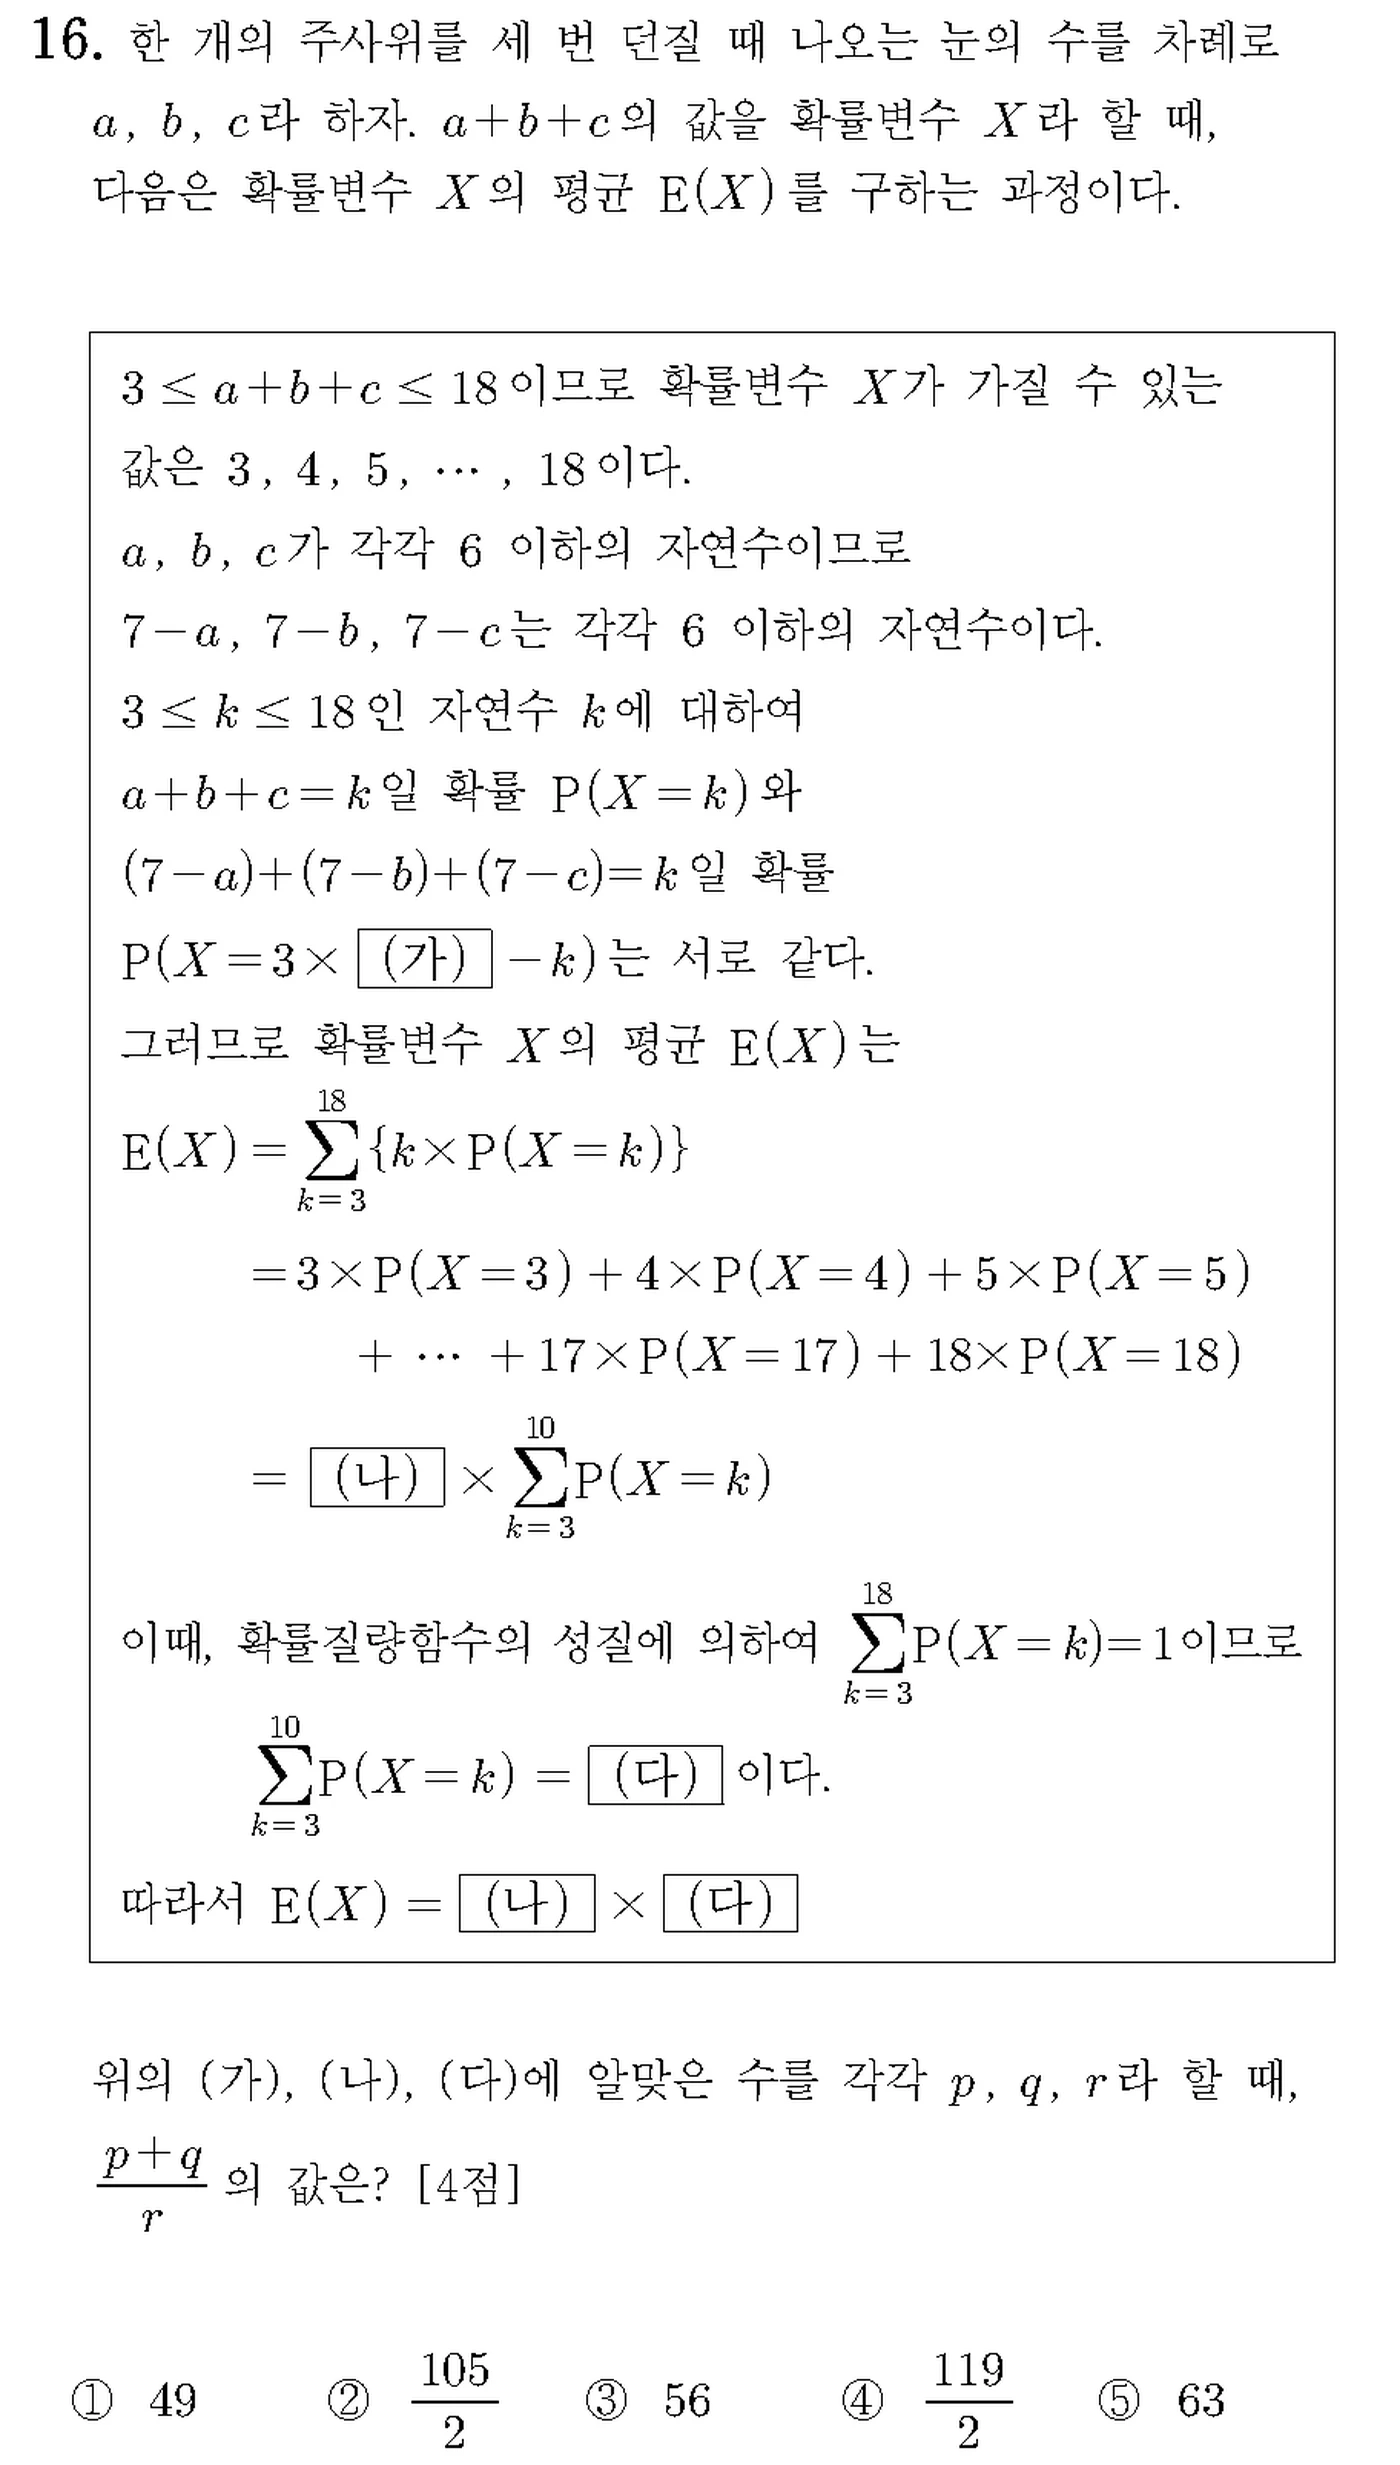 16. 한 개의 주사위를 세 번 던질 때 나오는 눈의 수를 차례로
a, b, c라 하자. a+b+c의 값을 확률변수 X라 할 때,
다음은 확률변수 X의 평균 E(X)를 구하는 과정이다.
3 ≤ a+b+c ≤ 18이므로 확률변수 X가 가질 수 있는
값은 3, 4, 5, ⋯ , 18이다.
a, b, c가 각각 6 이하의 자연수이므로
7-a, 7-b, 7-c는 각각 6 이하의 자연수이다.
3 ≤ k ≤ 18인 자연수 k에 대하여
a+b+c=k일 확률 P(X=k)와
(7-a)+(7-b)+(7-c)=k일 확률
P(X=3×(가)-k)는 서로 같다.
그러므로 확률변수 X의 평균 E(X)는
E(X)=∑_{k=3}^{18}{k×P(X=k)}
=3×P(X=3)+4×P(X=4)+5×P(X=5)
+ ⋯ +17×P(X=17)+18×P(X=18)
= (나) ×∑_{k=3}^{10}P(X=k)
이때, 확률질량함수의 성질에 의하여 ∑_{k=3}^{18}P(X=k)=1이므로
∑_{k=3}^{10}P(X=k) = (다) 이다.
따라서 E(X) = (나) × (다)
위의 (가), (나), (다)에 알맞은 수를 각각 p, q, r라 할 때,
\frac{p+q}{r}의 값은? [4점]
① 49 ② \frac{105}{2} ③ 56 ④ \frac{119}{2} ⑤ 63